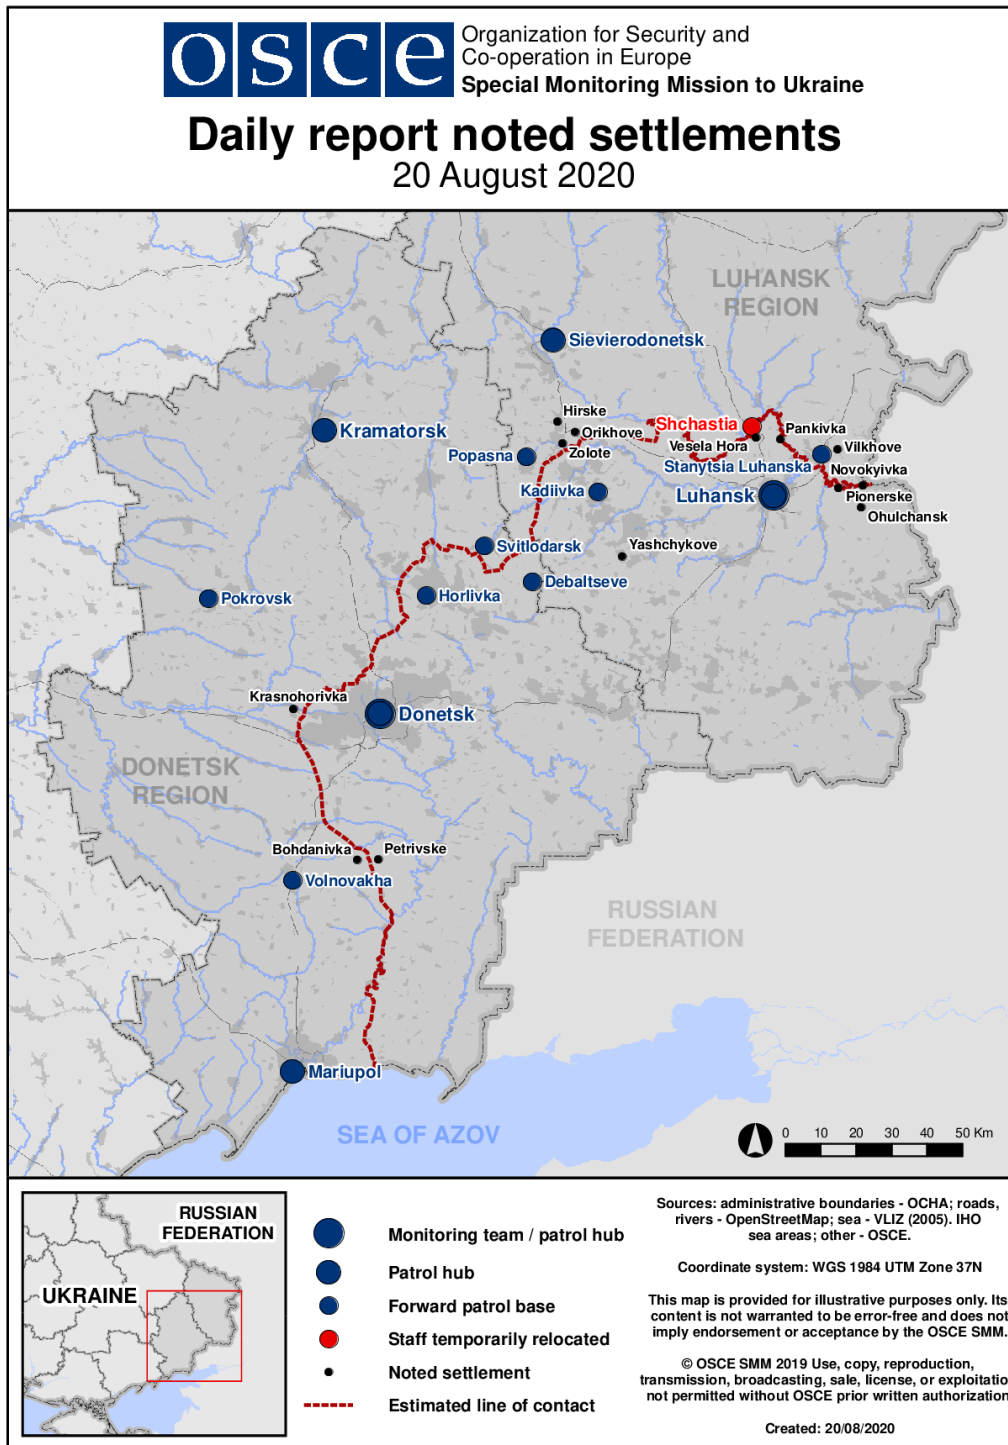 osce
Organization for Security and
Co-operation in Europe
Special Monitoring Mission to Ukraine
Daily report noted settlements
20 August 2020
LUHANSK
REGION
Sievierodonetsk
Hirske
Orikhove
Zolote
Shchastia
Pankivka
Vesela Hora
Vilkhove
Kramatorsk
Popasna
Stanytsia Luhanska
Novokyivka
Kadiivka
Luhansk
Pionerske
Ohulchansk
Svitlodarsk
Yashchykove
Debaltseve
Pokrovsk
Horlivka
Krasnohorivka
Donetsk
DONETSK
REGION
Bohdanivka
Petrivske
Volnovakha
RUSSIAN
FEDERATION
Mariupol
SEA OF AZOV
0 10 20 30 40 50 Km
RUSSIAN
FEDERATION
UKRAINE
Monitoring team / patrol hub
Patrol hub
Forward patrol base
Staff temporarily relocated
Noted settlement
Estimated line of contact
Sources: administrative boundaries - OCHA; roads,
rivers - OpenStreetMap; sea - VLIZ (2005). IHO
sea areas; other - OSCE.
Coordinate system: WGS 1984 UTM Zone 37N
This map is provided for illustrative purposes only. Its
content is not warranted to be error-free and does not
imply endorsement or acceptance by the OSCE SMM.
© OSCE SMM 2019 Use, copy, reproduction,
transmission, broadcasting, sale, license, or exploitatio
not permitted without OSCE prior written authorization
Created: 20/08/2020